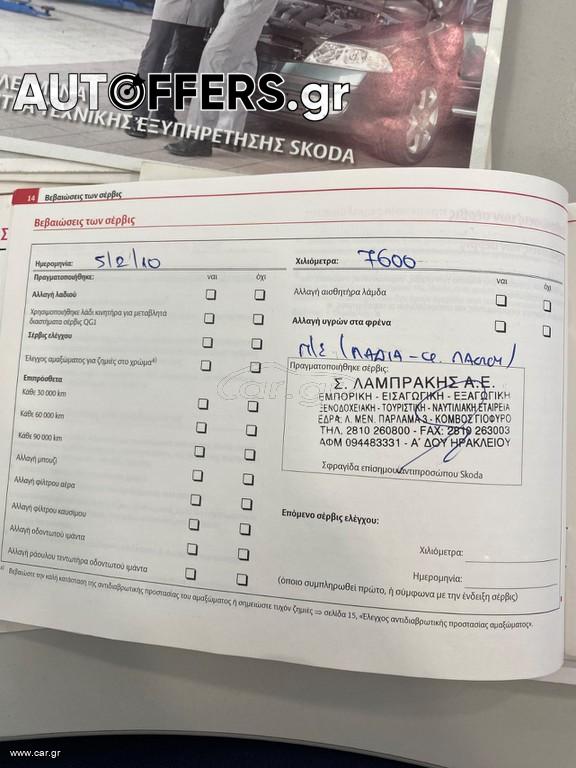 AUTOFFERS.gr
ΤΕΧΝΙΚΗΣ ΕΞΥΠΗΡΕΤΗΣΗΣ SKODA
14 Βεβαιώσεις των σέρβις
Βεβαιώσεις των σέρβις
Ημερομηνία: 5/2/10
Χιλιόμετρα: 7600
Πραγματοποιήθηκε: ναι όχι
ναι όχι
Αλλαγή λαδιού
Αλλαγή αισθητήρα λάμδα
Χρησιμοποιήθηκε λάδι κινητήρα για μεταβλητά
διαστήματα σέρβις QG1
Αλλαγή υγρών στα φρένα
Σέρβις ελέγχου
Έλεγχος αμαξώματος για ζημιές στο χρώμα a)
Πραγματοποιήθηκε σέρβις:
Σ. ΛΑΜΠΡΑΚΗΣ Α.Ε.
ΕΜΠΟΡΙΚΗ - ΕΙΣΑΓΩΓΙΚΗ - ΕΞΑΓΩΓΙΚΗ
ΞΕΝΟΔΟΧΕΙΑΚΗ - ΤΟΥΡΙΣΤΙΚΗ - ΝΑΥΤΙΛΙΑΚΗ ΕΤΑΙΡΕΙΑ
ΕΔΡΑ: Λ. ΜΕΝ. ΠΑΡΛΑΜΑ 3 - ΚΟΜΒΟΣ ΓΙΟΦΥΡΟ
ΤΗΛ. 2810 260800 - FAX: 2810 263003
ΑΦΜ 094483331 - Α' ΔΟΥ ΗΡΑΚΛΕΙΟΥ
Σφραγίδα επίσημου αντιπροσώπου Skoda
Επιπρόσθετα
Κάθε 30 000 km
Κάθε 60 000 km
Κάθε 90 000 km
Αλλαγή μπουζί
Αλλαγή φίλτρου αέρα
Αλλαγή φίλτρου καυσίμου
Αλλαγή οδοντωτού ιμάντα
Αλλαγή ράουλου τεντωτήρα οδοντωτού ιμάντα
Επόμενο σέρβις ελέγχου:
Χιλιόμετρα:
Ημερομηνία:
(όποιο συμπληρωθεί πρώτο, ή σύμφωνα με την ένδειξη σέρβις)
a) Βεβαιώστε την καλή κατάσταση της αντιδιαβρωτικής προστασίας του αμαξώματος ή σημειώστε τυχόν ζημιές ⇒ σελίδα 15, «Έλεγχος αντιδιαβρωτικής προστασίας αμαξώματος».
car.gr
www.car.gr